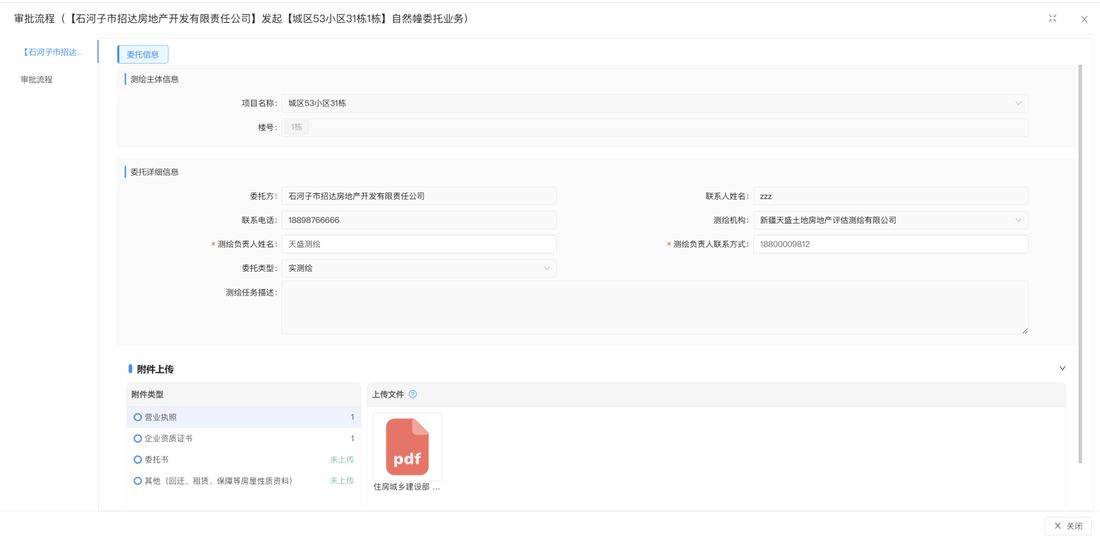 审批流程（【石河子市招达房地产开发有限责任公司】发起【城区53小区31栋1栋】自然幢委托业务）
【石河子市招达...
审批流程
委托信息
测绘主体信息
项目名称： 城区53小区31栋
楼号： 1栋
委托详细信息
委托方： 石河子市招达房地产开发有限责任公司 联系人姓名： zzz
联系电话： 18898766666 测绘机构： 新疆天盛土地房地产评估测绘有限公司
* 测绘负责人姓名： 天盛测绘 * 测绘负责人联系方式： 18800009812
委托类型： 实测绘
测绘任务描述：
附件上传
附件类型 上传文件
营业执照 1
企业资质证书 1
委托书 未上传
其他（回迁、租赁、保障等房屋性质资料） 未上传
pdf
住房城乡建设部 ...
关闭